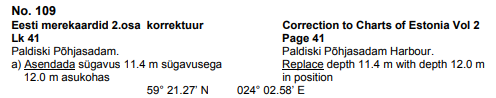 No. 109
Eesti merekaardid 2.osa korrektuur
Lk 41
Paldiski Põhjasadam.
a) Asendada sügavus 11.4 m sügavusega
12.0 m asukohas
Correction to Charts of Estonia Vol 2
Page 41
Paldiski Põhjasadam Harbour.
Replace depth 11.4 m with depth 12.0 m
in position
59° 21.27' N 024° 02.58' E